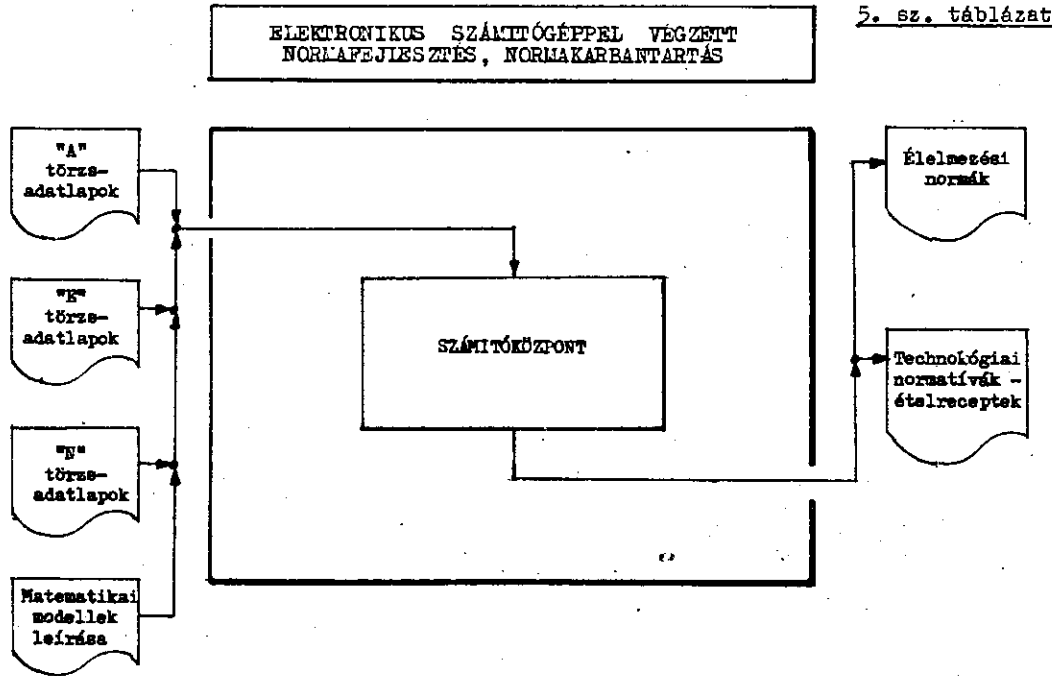 5. sz. táblázat
ELEKTRONIKUS SZÁMITÓGÉPPEL VÉGZETT
NORMAFEJLESZTÉS, NORMAKARBANTARTÁS
"A"
törzs-
adatlapok
"E"
törzs-
adatlapok
"N"
törzs-
adatlapok
Matematikai
modellek
leírása
SZÁMITÓKÖZPONT
Élelmezési
normák
Technológiai
normatívák -
ételreceptek